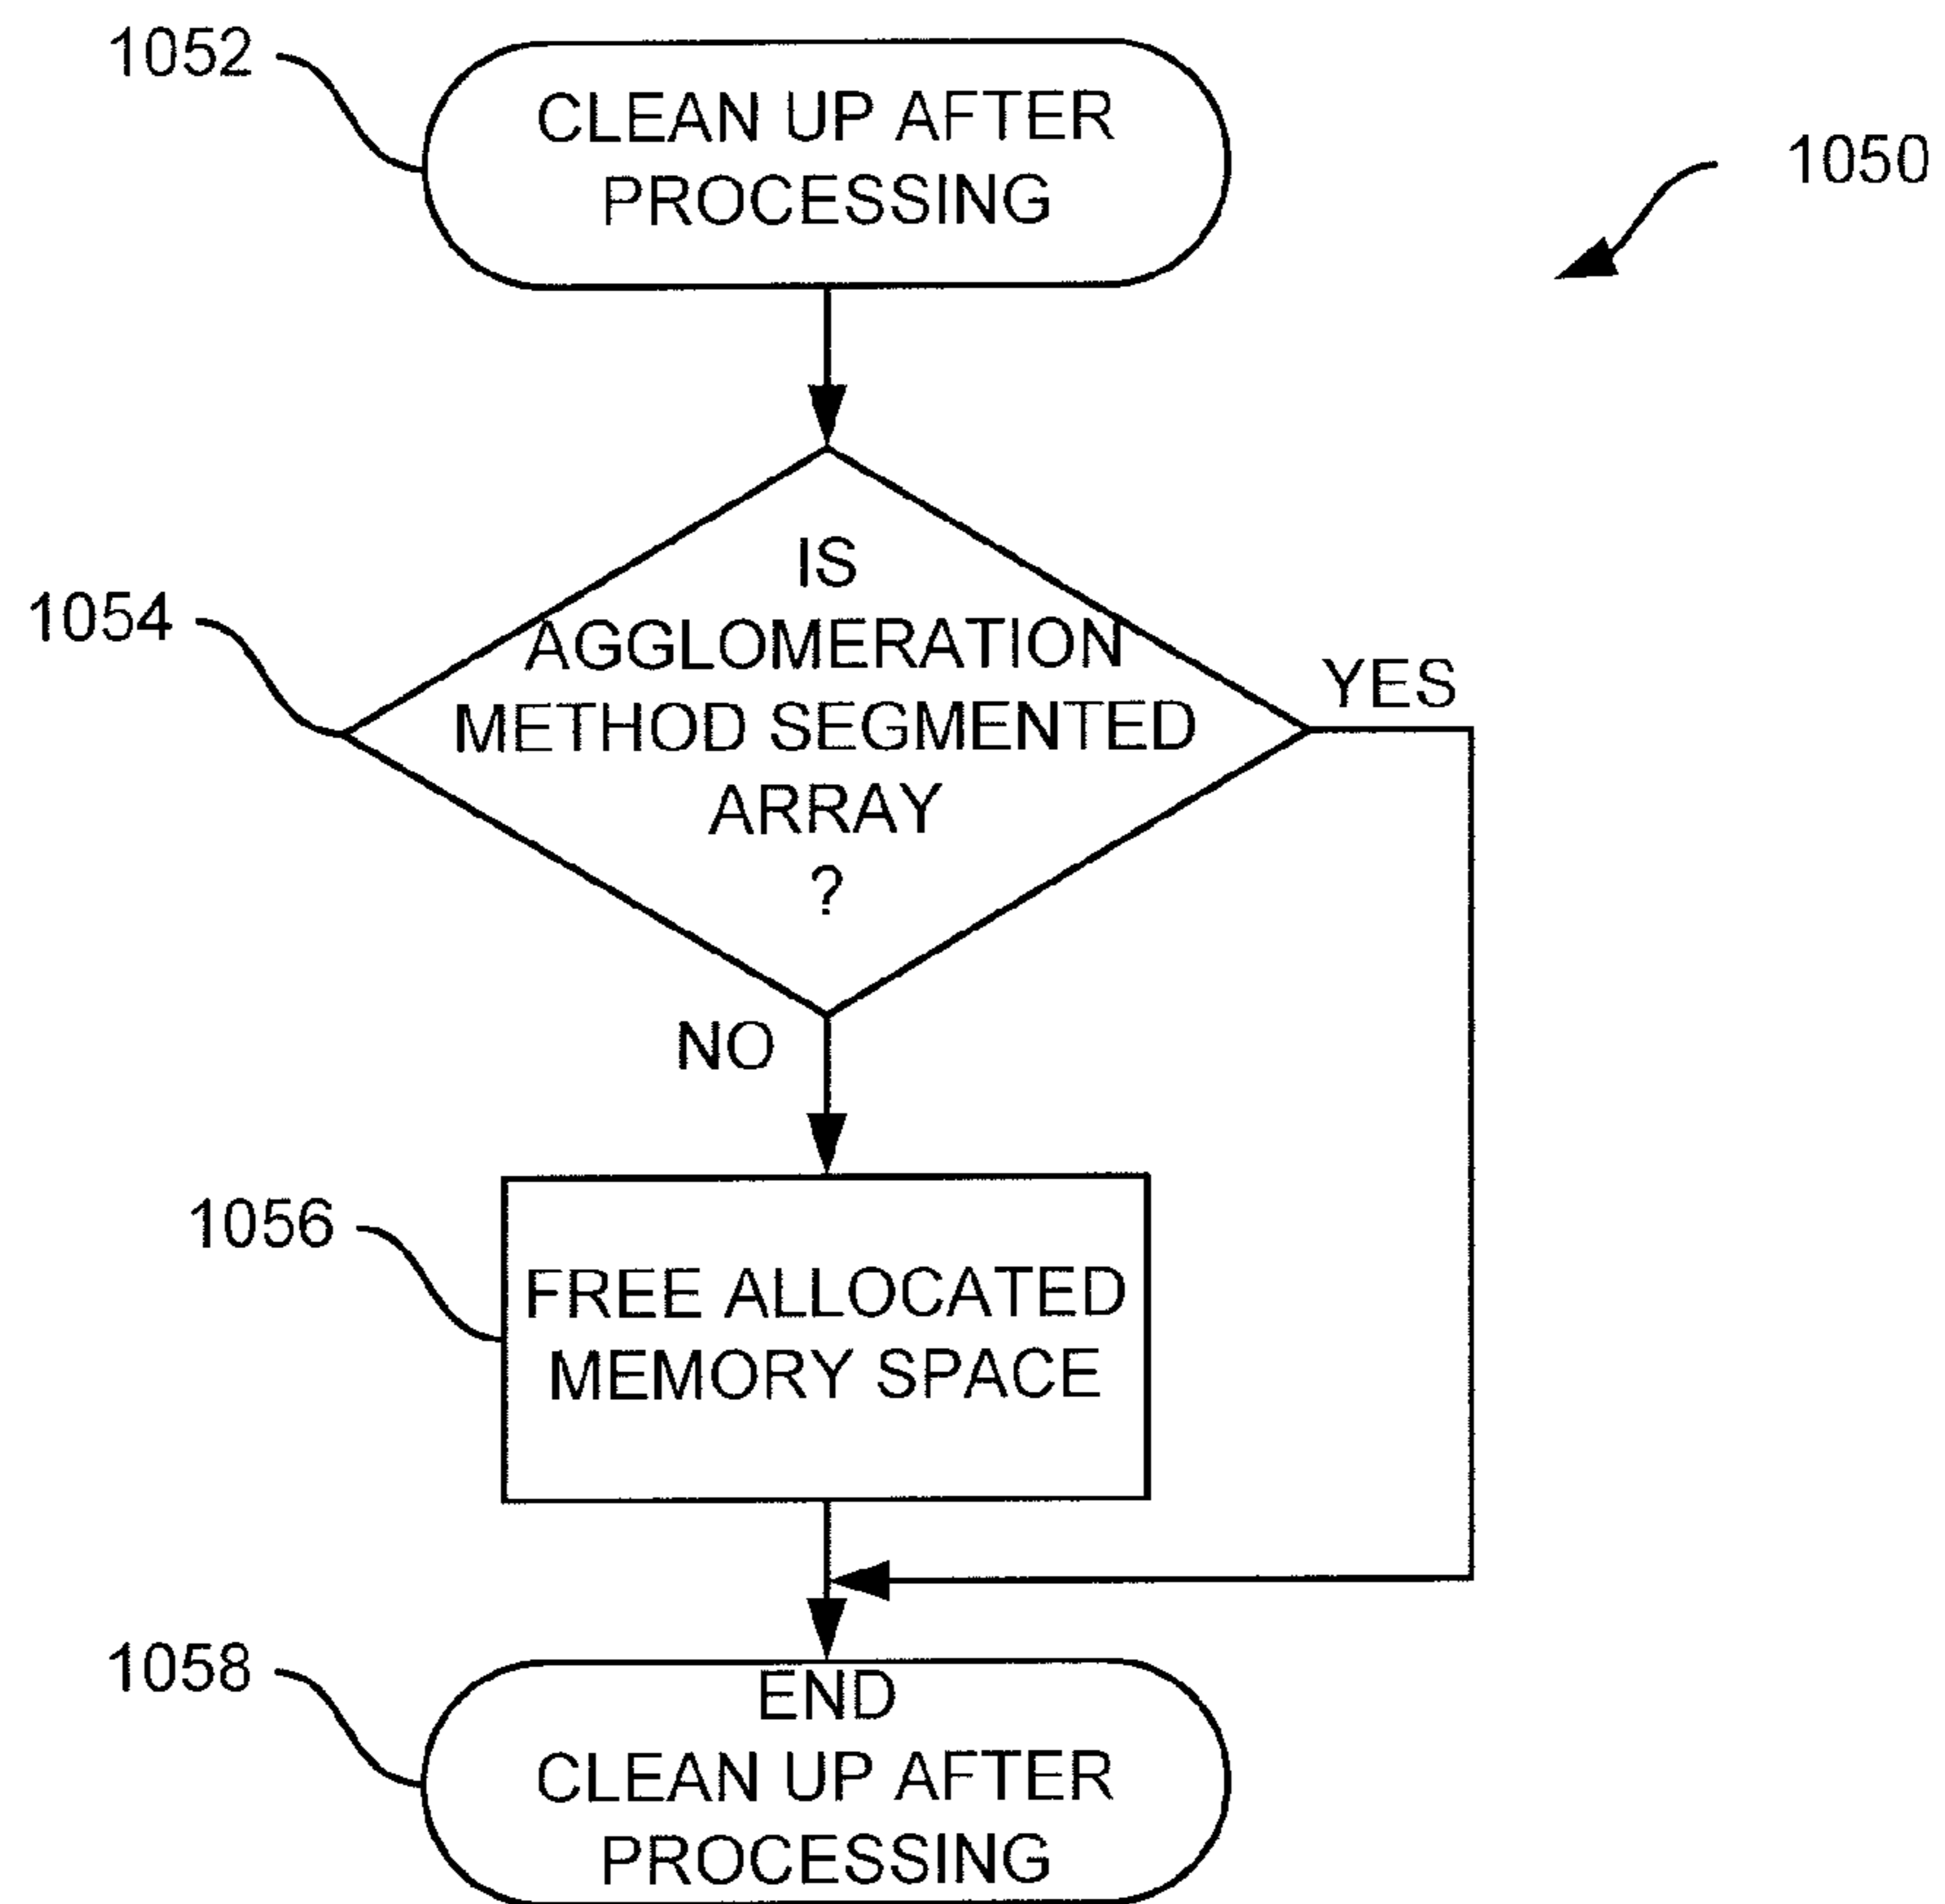 1052
CLEAN UP AFTER
PROCESSING
1050
1054
IS
AGGLOMERATION
METHOD SEGMENTED
ARRAY
?
YES
NO
1056
FREE ALLOCATED
MEMORY SPACE
1058
END
CLEAN UP AFTER
PROCESSING